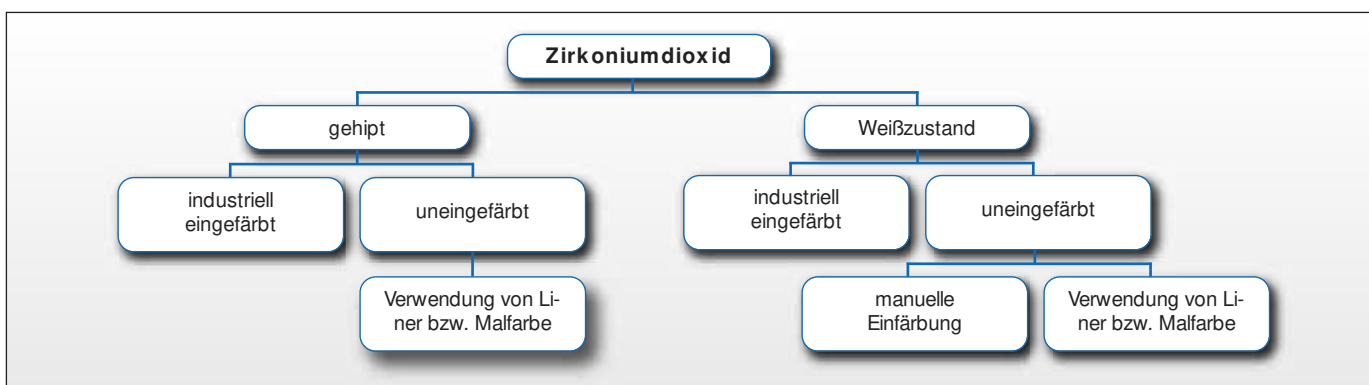 Zirkoniumdioxid
gehipt
Weißzustand
industriell
eingefärbt
uneingefärbt
industriell
eingefärbt
uneingefärbt
Verwendung von Li-
ner bzw. Malfarbe
manuelle
Einfärbung
Verwendung von Li-
ner bzw. Malfarbe